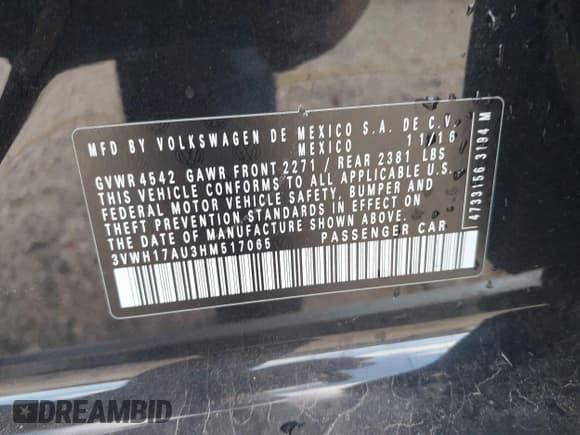 MFD BY VOLKSWAGEN DE MEXICO S.A. DE C.V.
MEXICO 11/16
GVWR 4542 GAWR FRONT 2271 / REAR 2381 LBS
THIS VEHICLE CONFORMS TO ALL APPLICABLE U.S.
FEDERAL MOTOR VEHICLE SAFETY, BUMPER AND
THEFT PREVENTION STANDARDS IN EFFECT ON
THE DATE OF MANUFACTURE SHOWN ABOVE.
3VWH17AU3HM517065 PASSENGER CAR
4733156 3194 M
DREAMBID